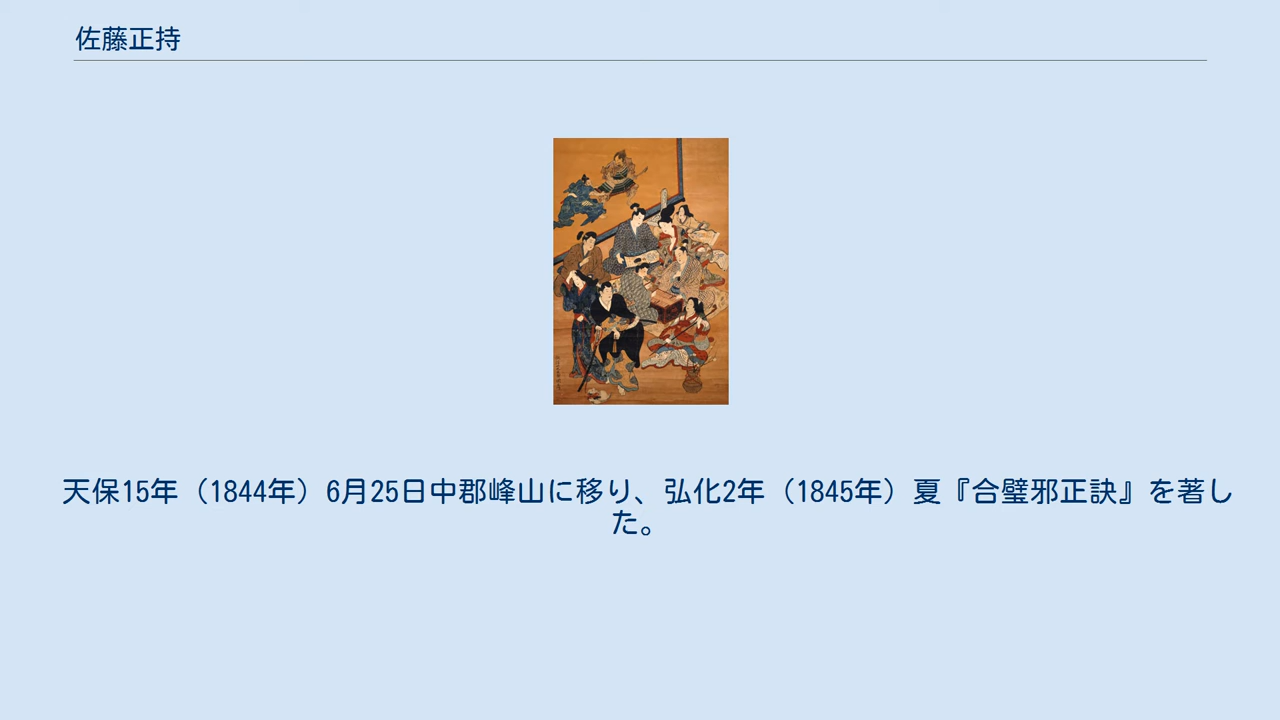 佐藤正持
天保15年（1844年）6月25日中郡峰山に移り、弘化2年（1845年）夏『合璧邪正訣』を著し
た。